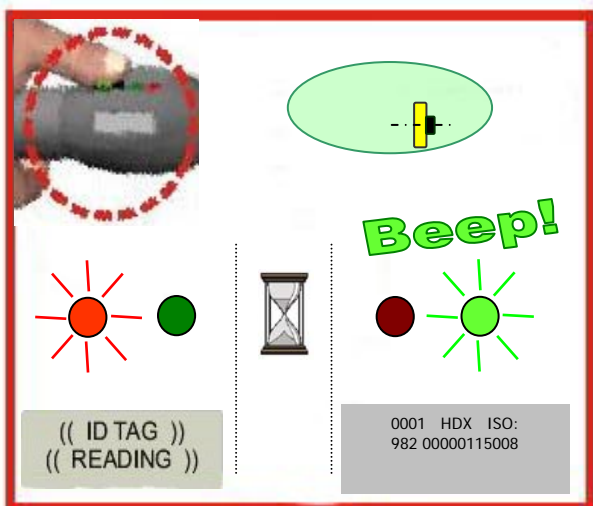 Beep!
(( ID TAG ))
(( READING ))
0001 HDX ISO:
982 00000115008